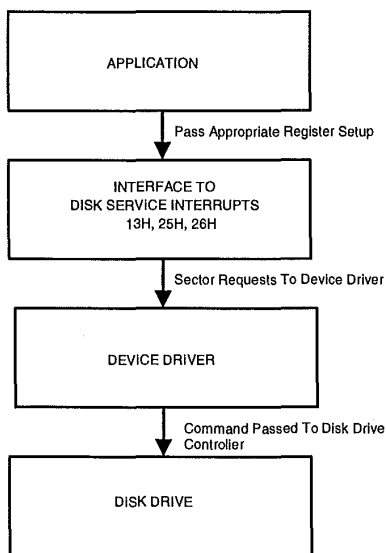 APPLICATION
Pass Appropriate Register Setup
INTERFACE TO
DISK SERVICE INTERRUPTS
13H, 25H, 26H
Sector Requests To Device Driver
DEVICE DRIVER
Command Passed To Disk Drive
Controller
DISK DRIVE